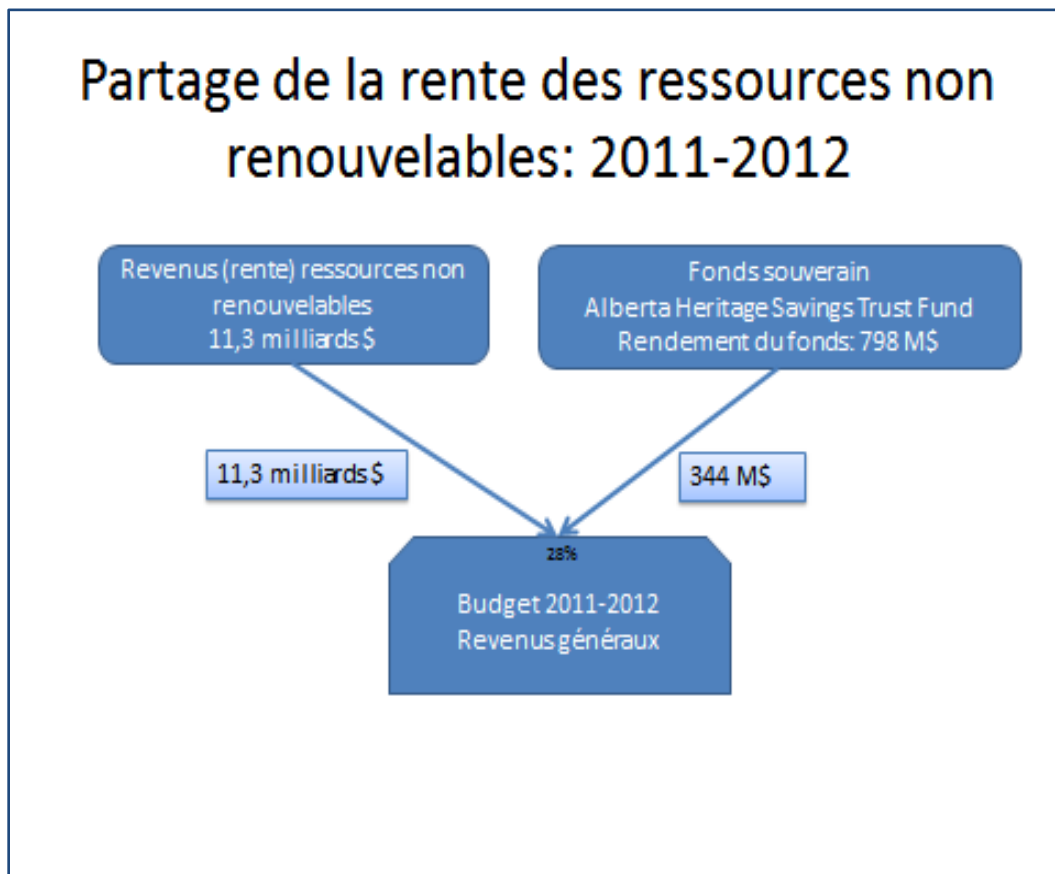 Partage de la rente des ressources non
renouvelables: 2011-2012
Revenus (rente) ressources non
renouvelables
11,3 milliards $
Fonds souverain
Alberta Heritage Savings Trust Fund
Rendement du fonds: 798 M$
11,3 milliards $
344 M$
28%
Budget 2011-2012
Revenus généraux